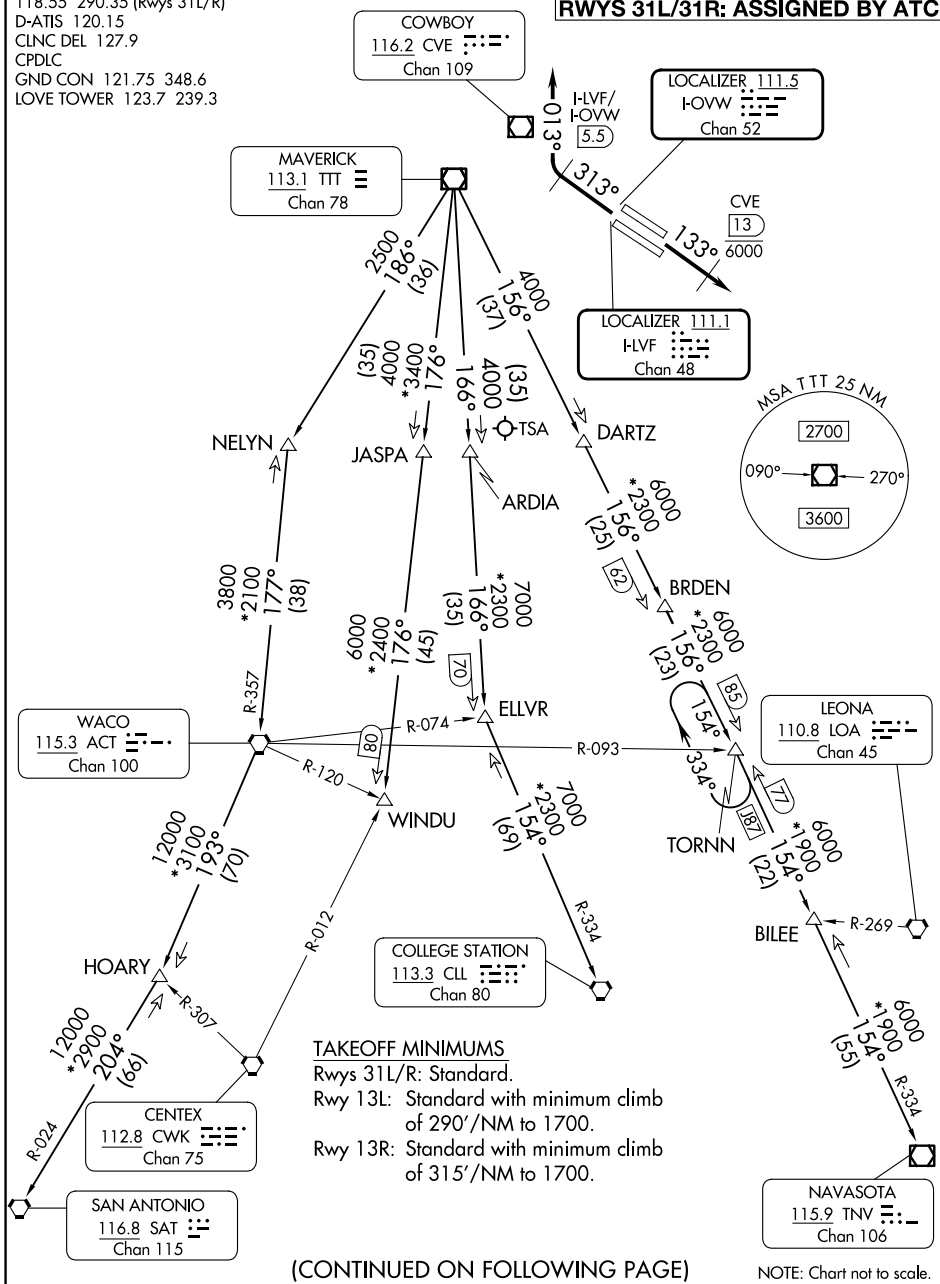 118.55 290.35 (Rwys 31L/R)
D-ATIS 120.15
CLNC DEL 127.9
CPDLC
GND CON 121.75 348.6
LOVE TOWER 123.7 239.3
RWYS 31L/31R: ASSIGNED BY ATC
COWBOY
116.2 CVE
Chan 109
I-LVF/
I-OVW
5.5
013°
313°
LOCALIZER 111.5
I-OVW
Chan 52
MAVERICK
113.1 TTT
Chan 78
CVE
13
6000
133°
LOCALIZER 111.1
I-LVF
Chan 48
2500
186°
(36)
(35)
4000
*3400
176°
(35)
4000
166°
4000
156°
(37)
TSA
MSA TTT 25 NM
2700
090°
270°
3600
NELYN
JASPA
ARDIA
DARTZ
3800
*2100
177°
(38)
6000
*2400
176°
(45)
7000
*2300
166°
(35)
6000
*2300
156°
(25)
62
BRDEN
6000
*2300
156°
(23)
70
85
R-357
WACO
115.3 ACT
Chan 100
R-074
ELLVR
80
R-093
R-120
WINDU
154°
334°
LEONA
110.8 LOA
Chan 45
77
J87
TORNN
12000
*3100
193°
(70)
7000
*2300
154°
(69)
6000
*1900
154°
(22)
R-012
R-334
BILEE
R-269
HOARY
R-307
COLLEGE STATION
113.3 CLL
Chan 80
12000
*2900
204°
(66)
R-024
6000
*1900
154°
(55)
R-334
CENTEX
112.8 CWK
Chan 75
TAKEOFF MINIMUMS
Rwys 31L/R: Standard.
Rwy 13L: Standard with minimum climb
of 290'/NM to 1700.
Rwy 13R: Standard with minimum climb
of 315'/NM to 1700.
SAN ANTONIO
116.8 SAT
Chan 115
NAVASOTA
115.9 TNV
Chan 106
(CONTINUED ON FOLLOWING PAGE)
NOTE: Chart not to scale.